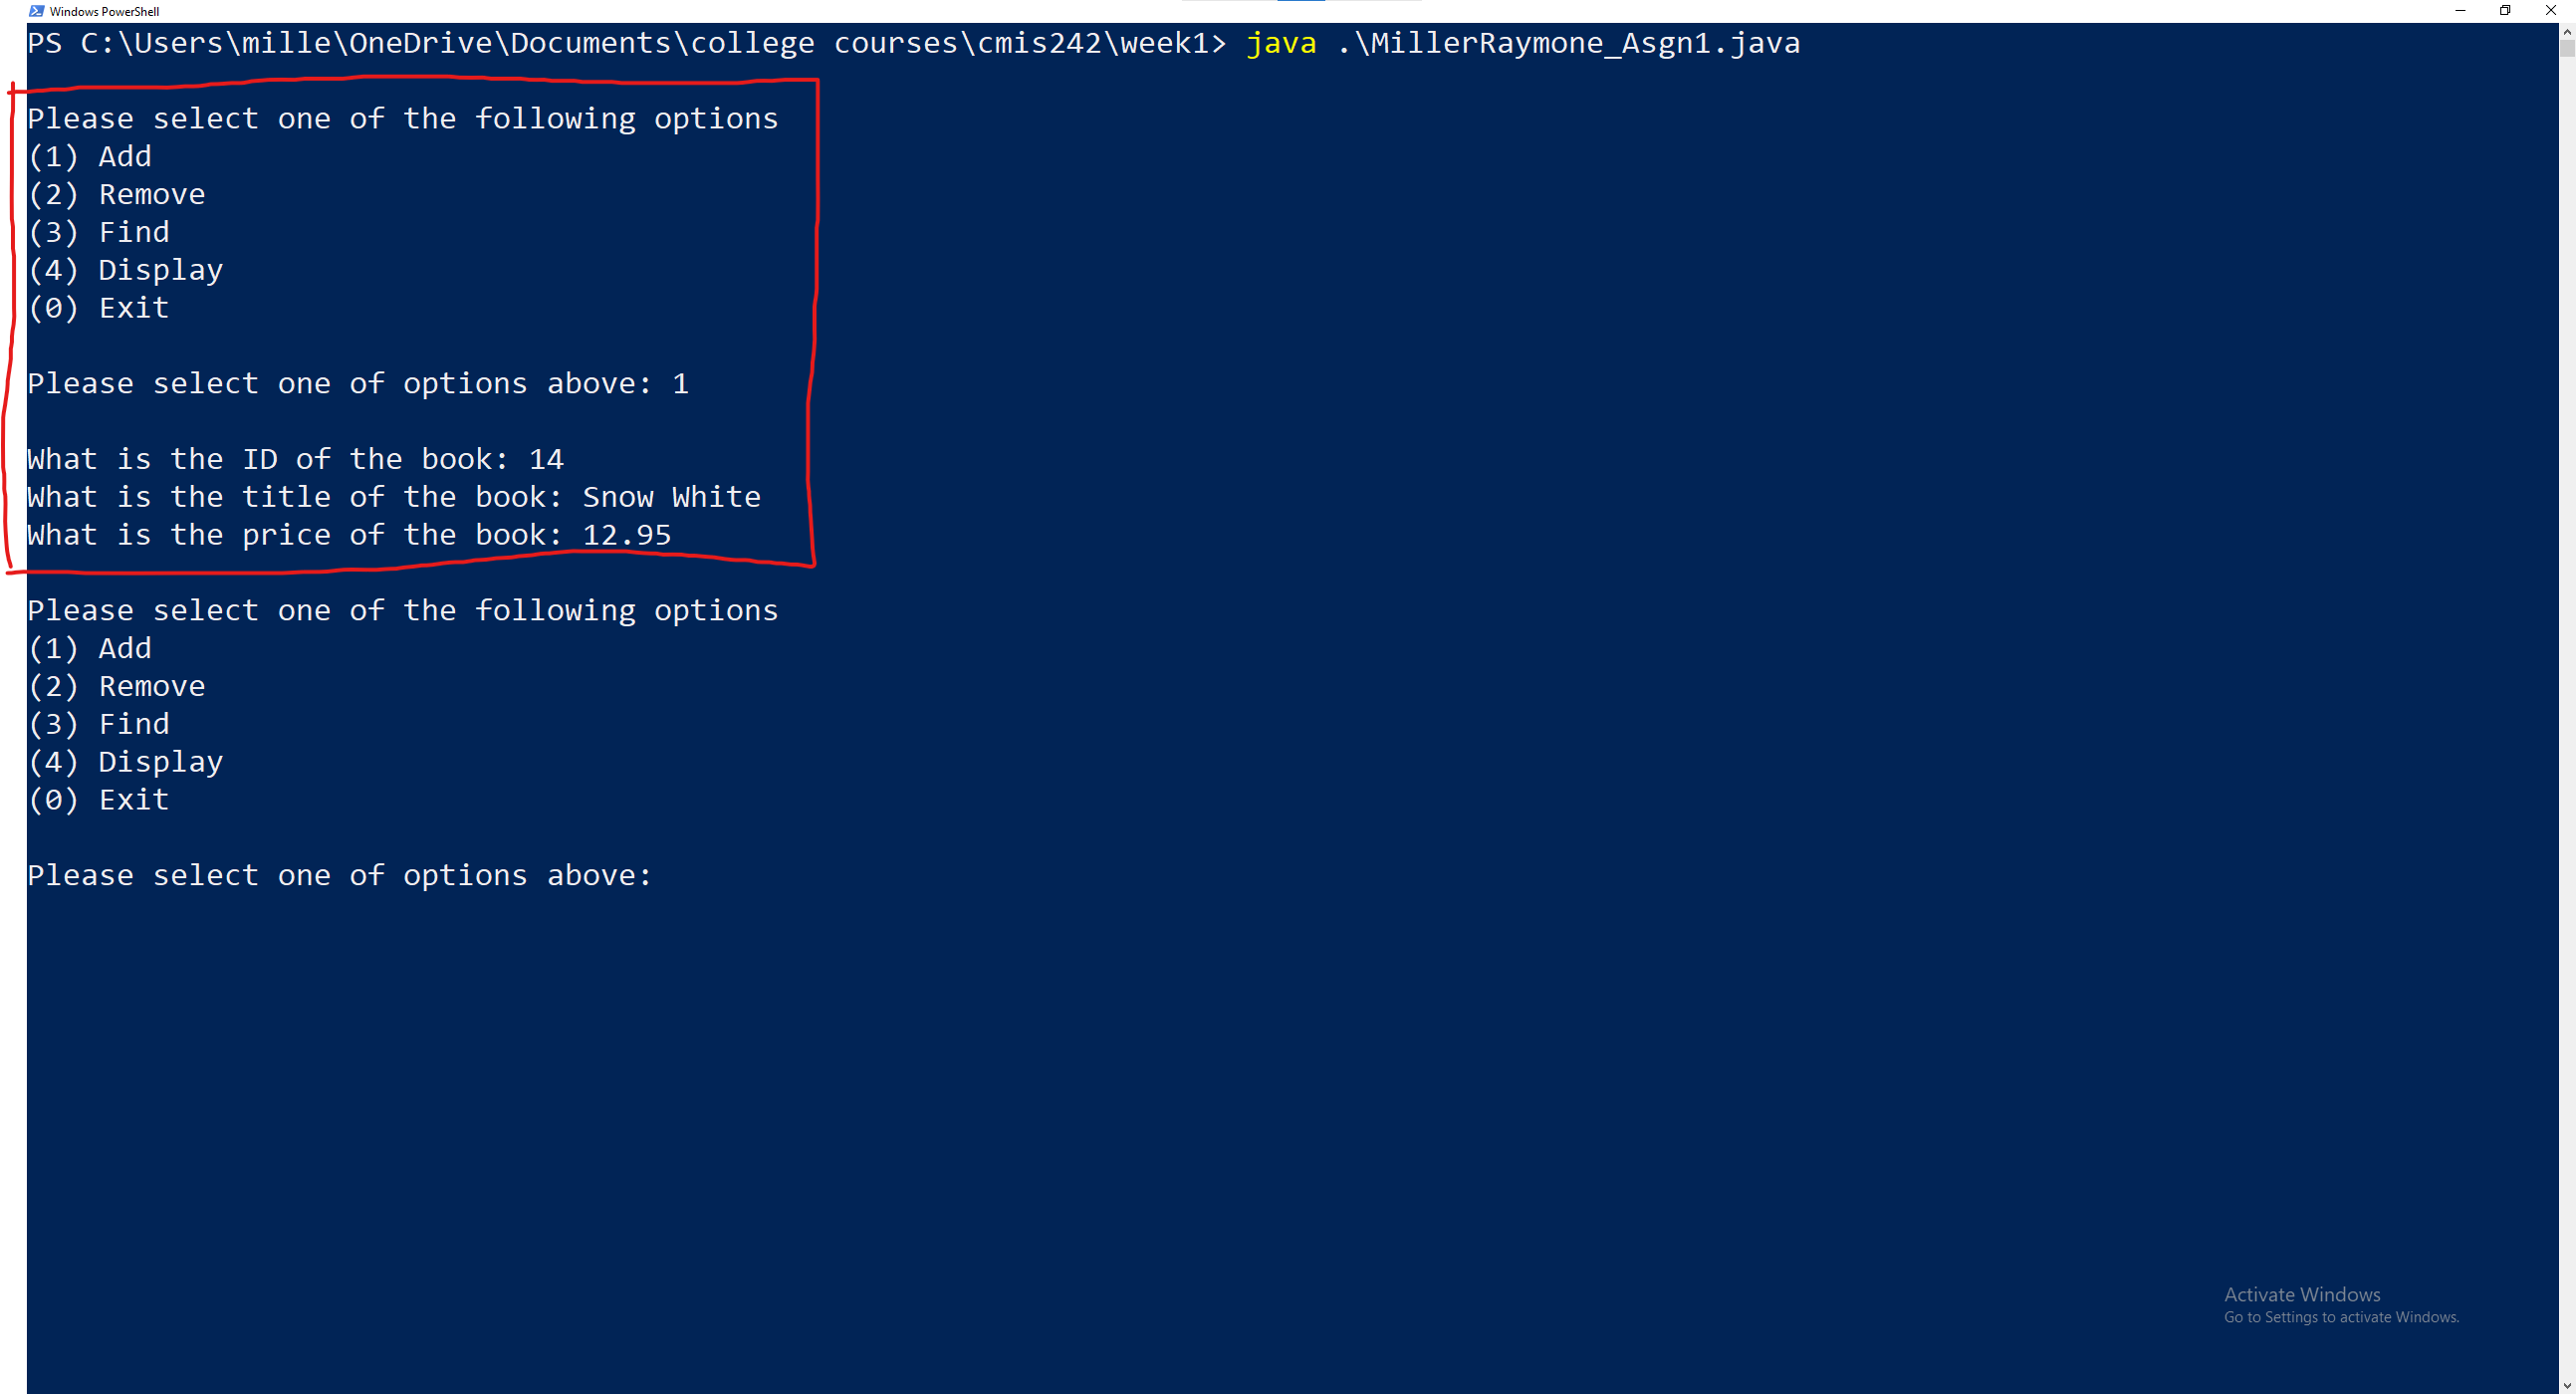 Windows PowerShell
PS C:\Users\mille\OneDrive\Documents\college courses\cmis242\week1> java .\MillerRaymone_Asgn1.java
Please select one of the following options
(1) Add
(2) Remove
(3) Find
(4) Display
(0) Exit
Please select one of options above: 1
What is the ID of the book: 14
What is the title of the book: Snow White
What is the price of the book: 12.95
Please select one of the following options
(1) Add
(2) Remove
(3) Find
(4) Display
(0) Exit
Please select one of options above:
Activate Windows
Go to Settings to activate Windows.